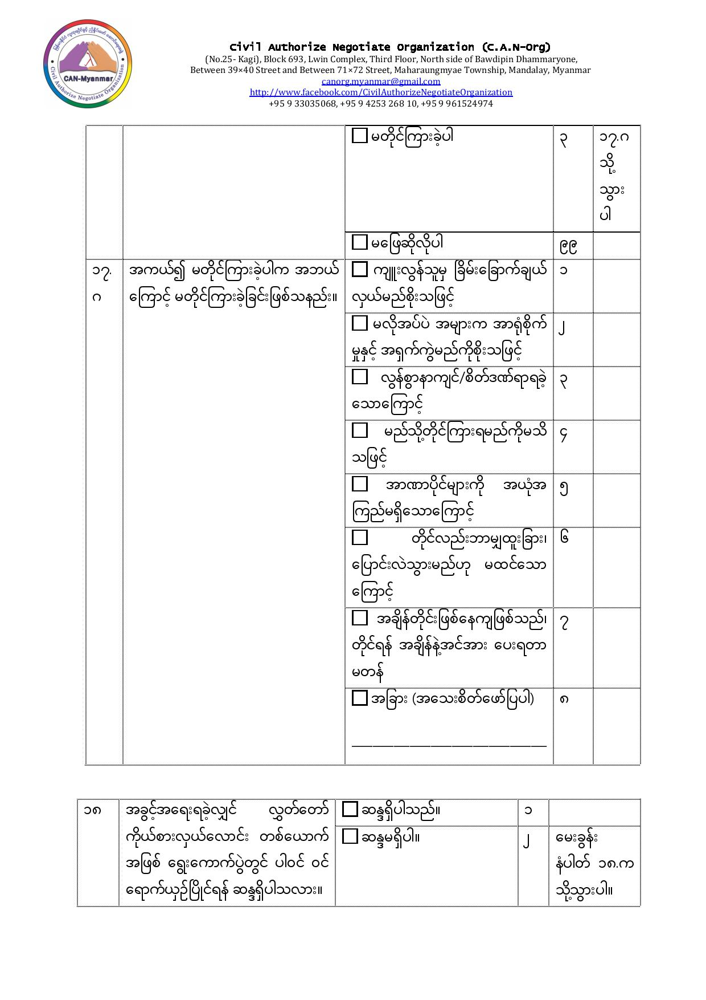 Civil Authorize Negotiate Organization (C.A.N-Org)
(No.25- Kagi), Block 693, Lwin Complex, Third Floor, North side of Bawdipin Dhammaryone,
Between 39×40 Street and Between 71×72 Street, Maharaungmyae Township, Mandalay, Myanmar
canorg.myanmar@gmail.com
http://www.facebook.com/CivilAuthorizeNegotiateOrganization
+95 9 33035068, +95 9 4253 268 10, +95 9 961524974
CAN-Myanmar
Civil Authorize Negotiate Organization
☐ မတိုင်ကြားခဲ့ပါ ၃ ၁၇.ဂ
သို့
သွား
ပါ
☐ မဖြေဆိုလိုပါ ၉၉
၁၇. အကယ်၍ မတိုင်ကြားခဲ့ပါက အဘယ် ☐ ကျူးလွန်သူမှ ခြိမ်းခြောက်ချယ် ၁
ဂ ကြောင့် မတိုင်ကြားခဲ့ခြင်းဖြစ်သနည်း။ လှယ်မည်စိုးသဖြင့်
☐ မလိုအပ်ပဲ အများက အာရုံစိုက် ၂
မှုနှင့် အရှက်ကွဲမည်ကိုစိုးသဖြင့်
☐ လွန်စွာနာကျင်/စိတ်ဒဏ်ရာရခဲ့ ၃
သောကြောင့်
☐ မည်သို့တိုင်ကြားရမည်ကိုမသိ ၄
သဖြင့်
☐ အာဏာပိုင်များကို အယုံအ ၅
ကြည်မရှိသောကြောင့်
☐ တိုင်လည်းဘာမျှထူးခြား၊ ၆
ပြောင်းလဲသွားမည်ဟု မထင်သော
ကြောင့်
☐ အချိန်တိုင်းဖြစ်နေကျဖြစ်သည်၊ ၇
တိုင်ရန် အချိန်နဲ့အင်အား ပေးရတာ
မတန်
☐ အခြား (အသေးစိတ်ဖော်ပြပါ) ၈
၁၈ အခွင့်အရေးရခဲ့လျှင် လွှတ်တော် ☐ ဆန္ဒရှိပါသည်။ ၁
ကိုယ်စားလှယ်လောင်း တစ်ယောက် ☐ ဆန္ဒမရှိပါ။ ၂ မေးခွန်း
အဖြစ် ရွေးကောက်ပွဲတွင် ပါဝင် ဝင် နံပါတ် ၁၈.က
ရောက်ယှဉ်ပြိုင်ရန် ဆန္ဒရှိပါသလား။ သို့သွားပါ။